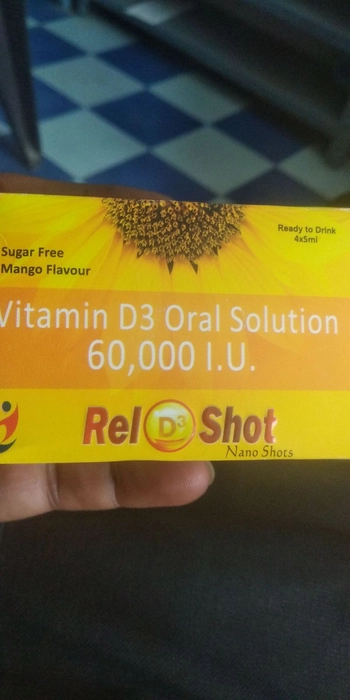 Ready to Drink
4x5ml
Sugar Free
Mango Flavour
Vitamin D3 Oral Solution
60,000 I.U.
Rel D3 Shot
Nano Shots